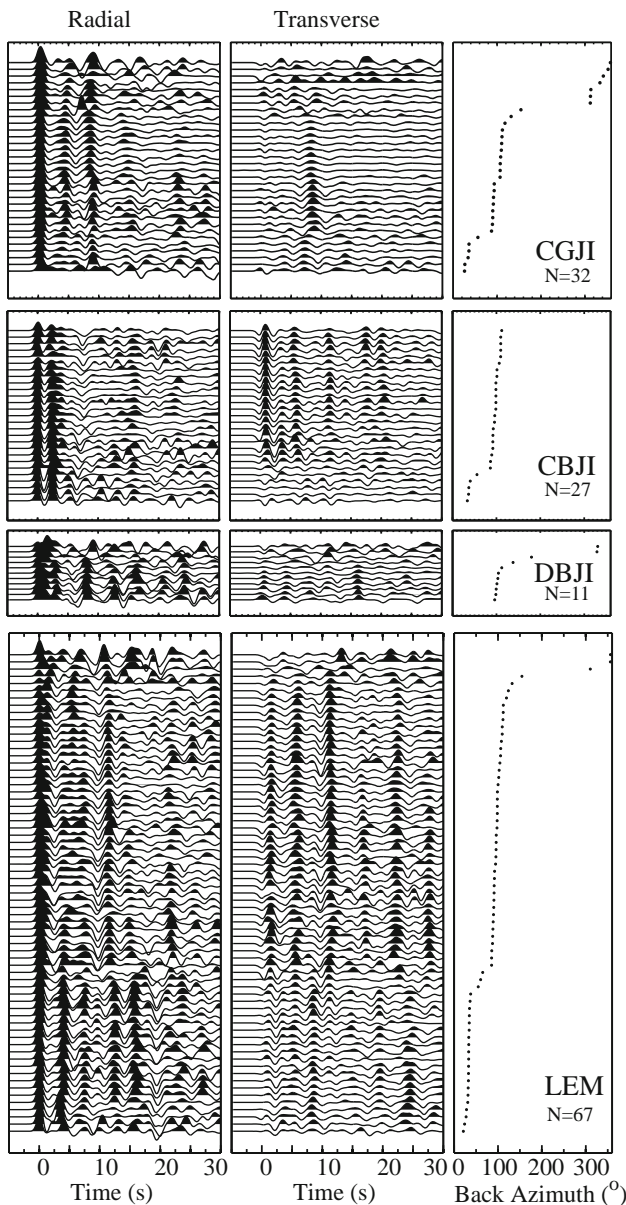 Radial Transverse
CGJI
N=32
CBJI
N=27
DBJI
N=11
LEM
N=67
0 10 20 30 0 10 20 30 0 100 200 300
Time (s) Time (s) Back Azimuth (o)